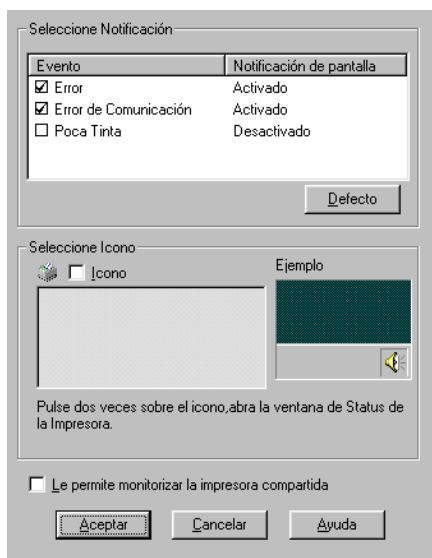 Seleccione Notificación
Evento Notificación de pantalla
Error Activado
Error de Comunicación Activado
Poca Tinta Desactivado
Defecto
Seleccione Icono
Icono
Ejemplo
Pulse dos veces sobre el icono,abra la ventana de Status de
la Impresora.
Le permite monitorizar la impresora compartida
Aceptar Cancelar Ayuda